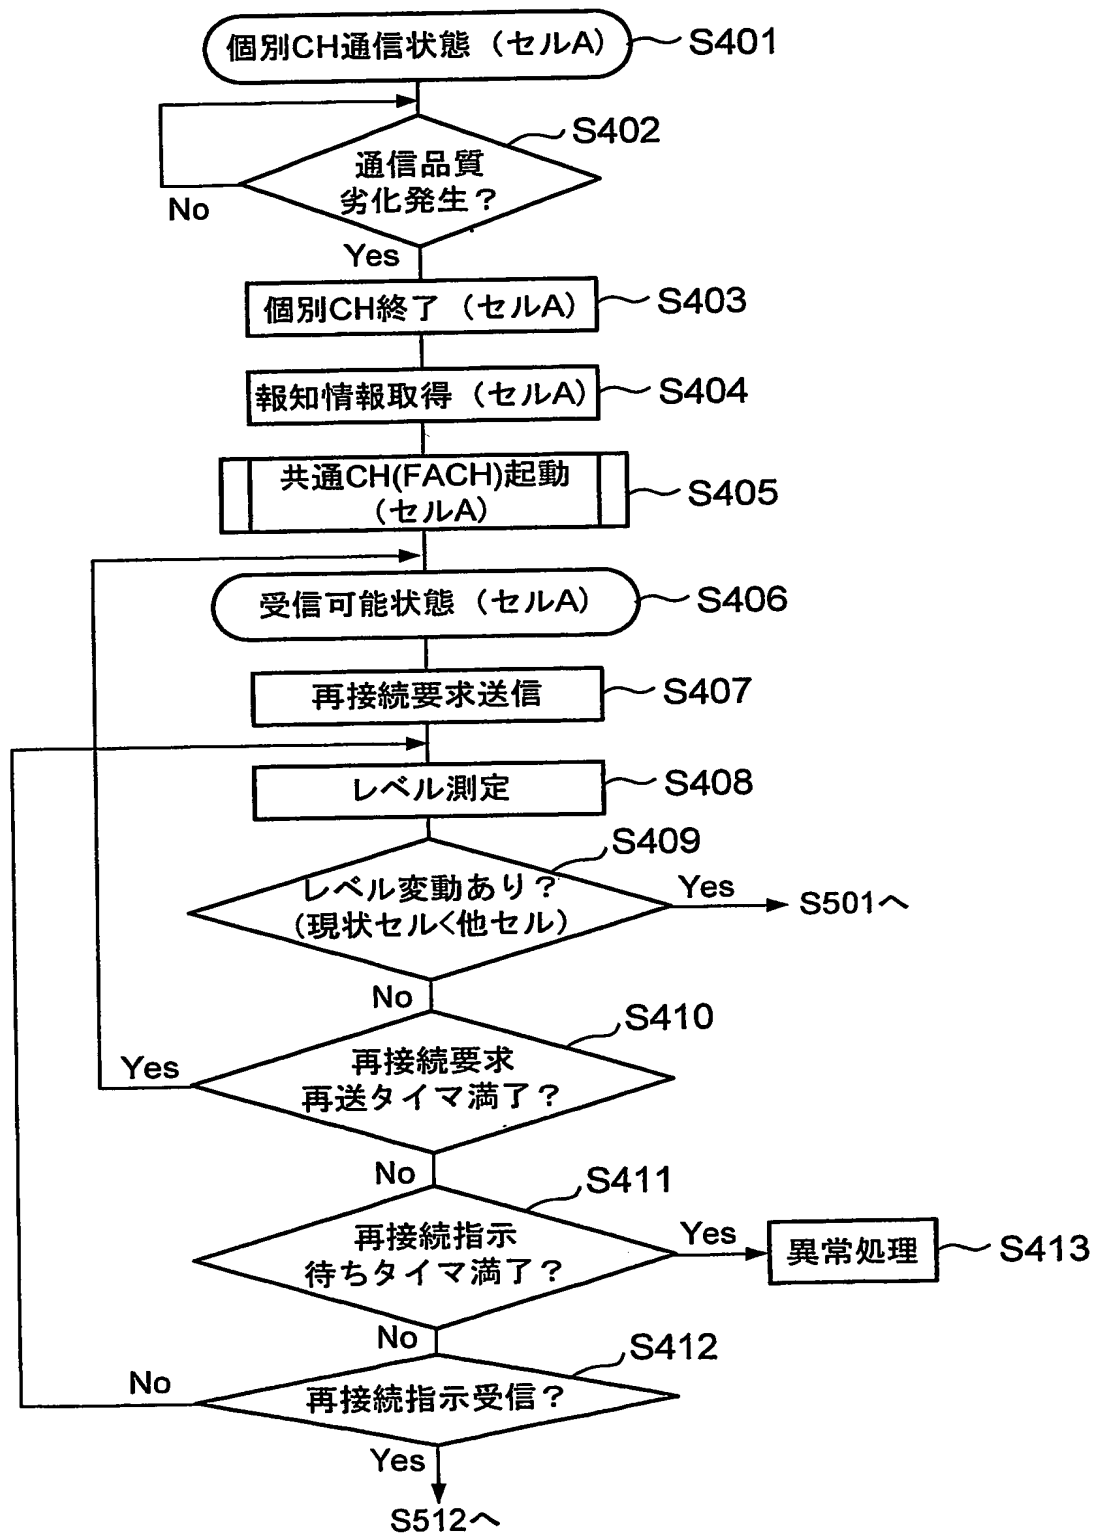 個別CH通信状態（セルA）
S401
通信品質
劣化発生？
S402
No
Yes
個別CH終了（セルA）
S403
報知情報取得（セルA）
S404
共通CH(FACH)起動
（セルA）
S405
受信可能状態（セルA）
S406
再接続要求送信
S407
レベル測定
S408
レベル変動あり？
(現状セル<他セル)
S409
Yes
S501へ
No
再接続要求
再送タイマ満了？
S410
Yes
No
再接続指示
待ちタイマ満了？
S411
Yes
異常処理
S413
No
再接続指示受信？
S412
No
Yes
S512へ